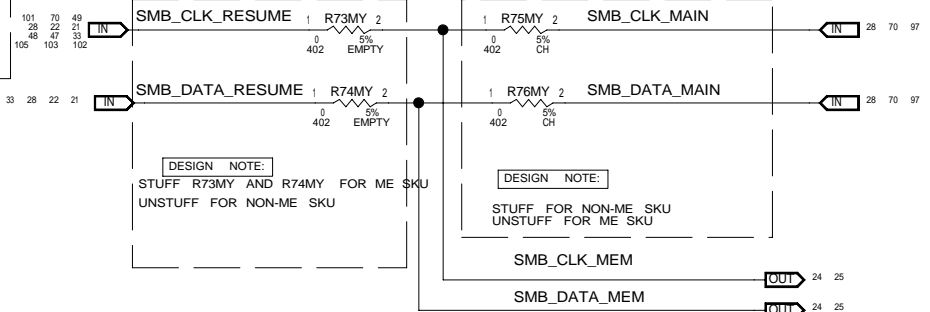 101 70 49
28 22 21
48 47 33
105 103 102
IN
SMB_CLK_RESUME
1 R73MY 2
0 5%
402 EMPTY
1 R75MY 2
0 5%
402 CH
SMB_CLK_MAIN
IN
28 70 97
33 28 22 21
IN
SMB_DATA_RESUME
1 R74MY 2
0 5%
402 EMPTY
1 R76MY 2
0 5%
402 CH
SMB_DATA_MAIN
IN
28 70 97
DESIGN NOTE:
STUFF R73MY AND R74MY FOR ME SKU
UNSTUFF FOR NON-ME SKU
DESIGN NOTE:
STUFF FOR NON-ME SKU
UNSTUFF FOR ME SKU
SMB_CLK_MEM
OUT
24 25
SMB_DATA_MEM
OUT
24 25